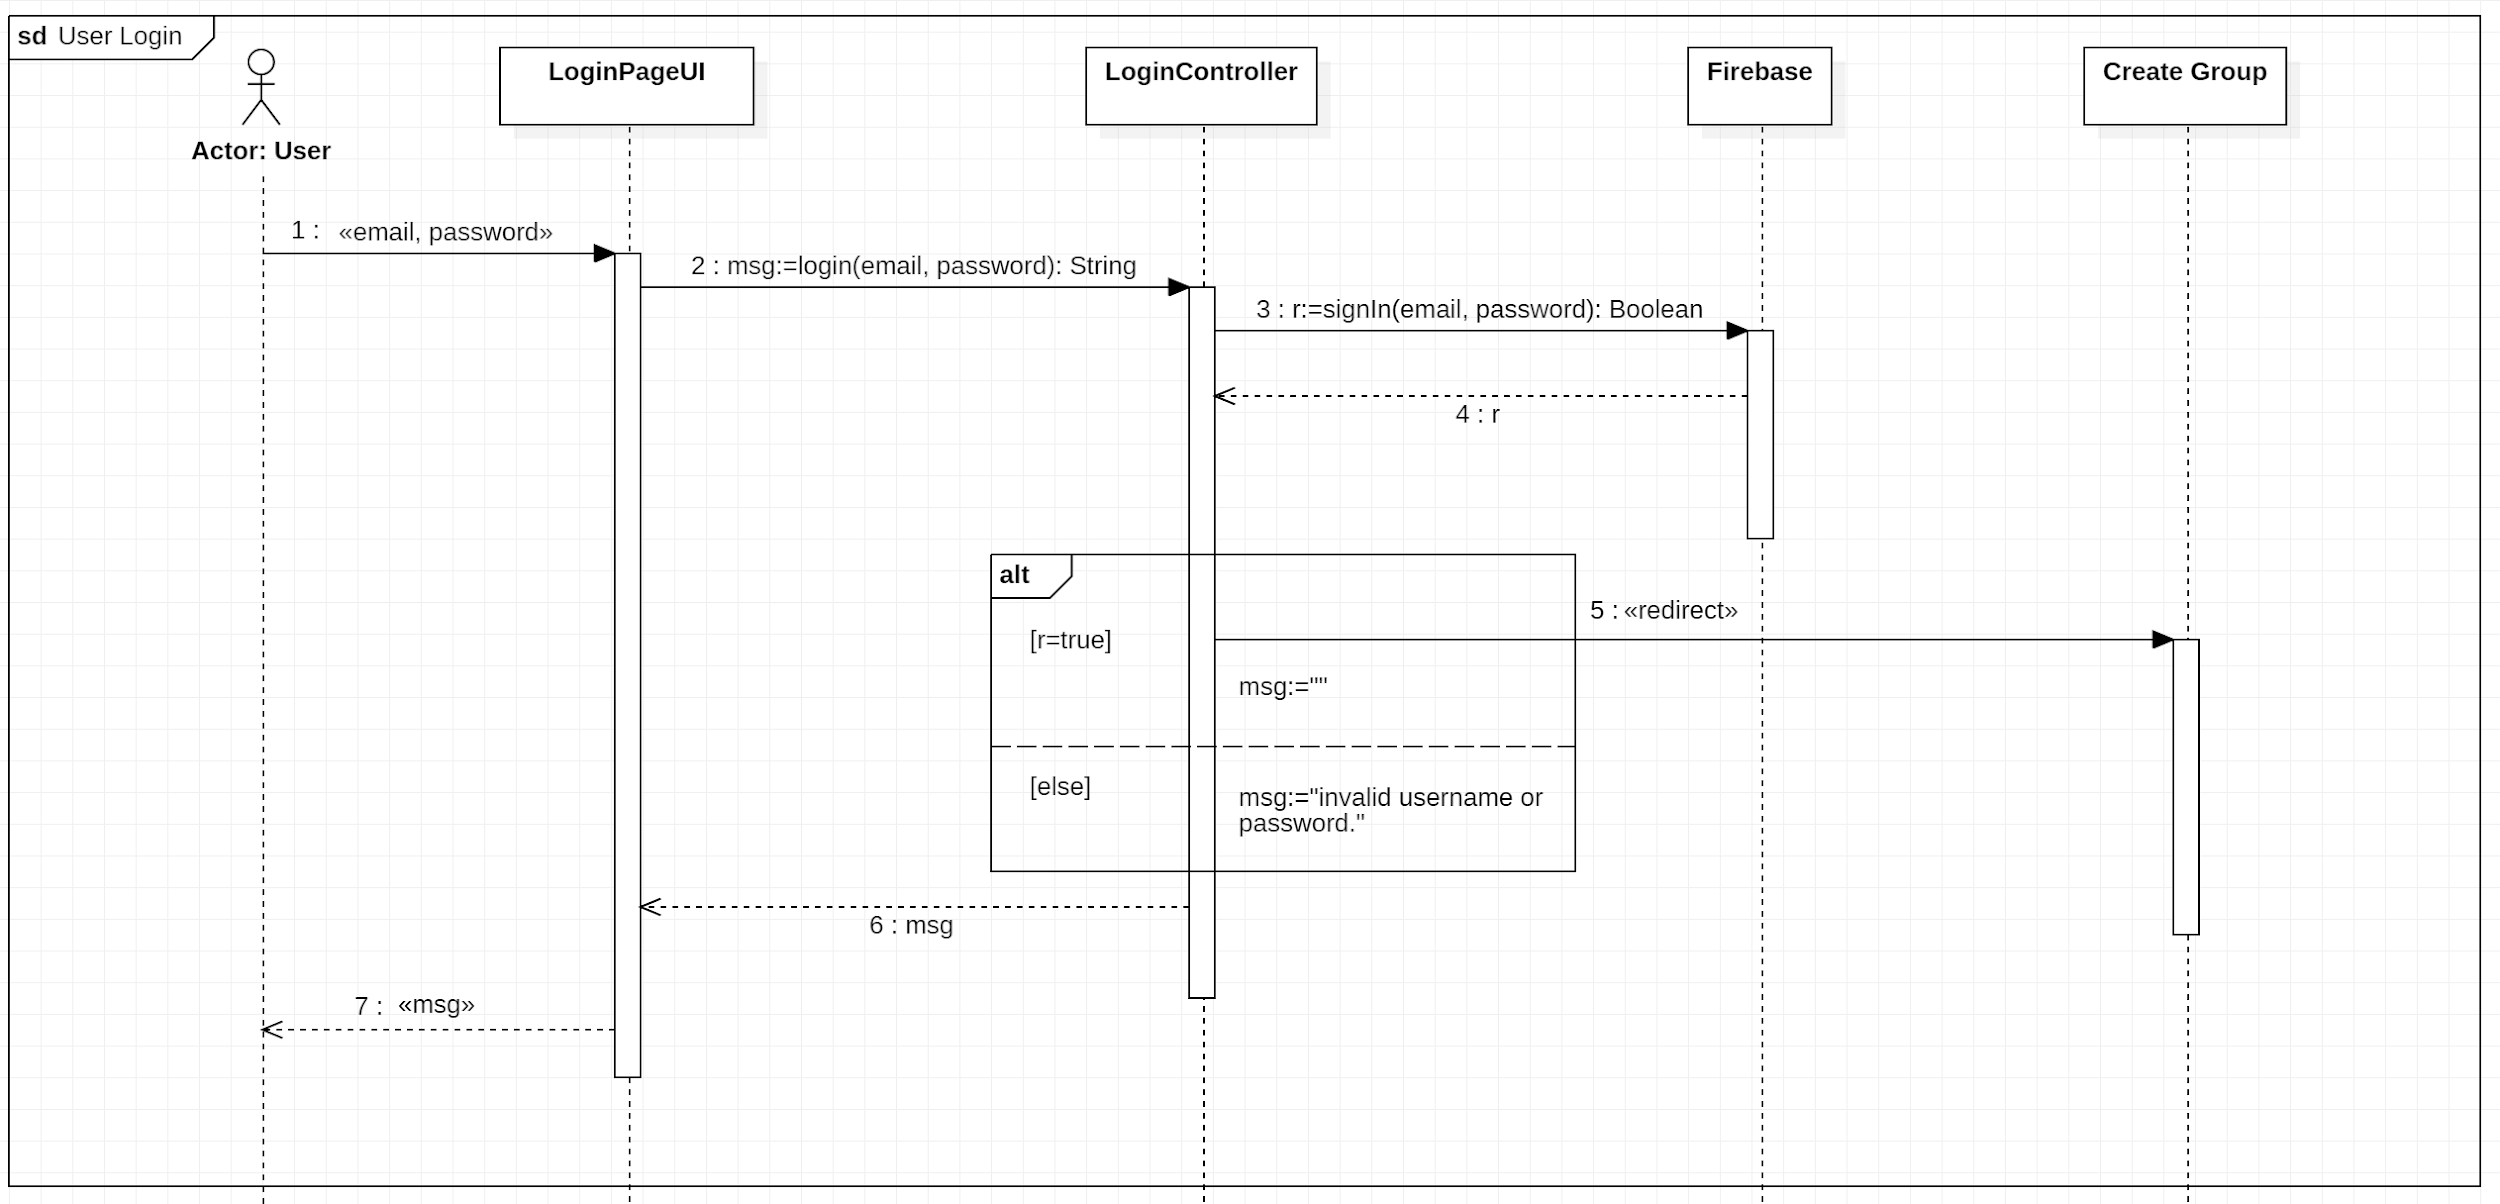 sd User Login
LoginPageUI
LoginController
Firebase
Create Group
Actor: User
1 : «email, password»
2 : msg:=login(email, password): String
3 : r:=signIn(email, password): Boolean
4 : r
alt
5 : «redirect»
[r=true]
msg:=""
[else]
msg:="invalid username or
password."
6 : msg
7 : «msg»